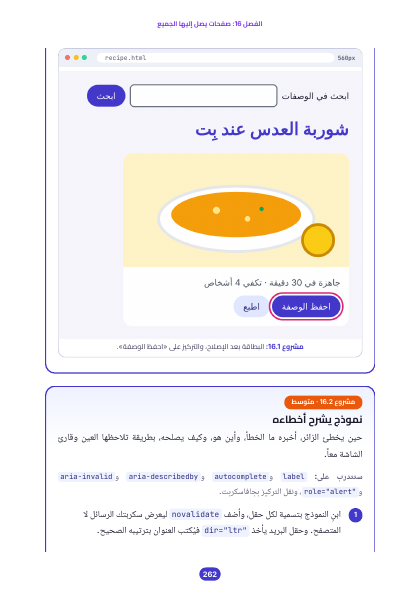 الفصل 16: صفحات يصل إليها الجميع
recipe.html
560px
ابحث في الوصفات
ابحث
شوربة العدس عند بِت
جاهزة في 30 دقيقة · تكفي 4 أشخاص
احفظ الوصفة
اطبع
مشروع 16.1: البطاقة بعد الإصلاح، والتركيز على «احفظ الوصفة».
مشروع 16.2 · متوسط
نموذج يشرح أخطاءه
حين يخطئ الزائر، أخبره ما الخطأ، وأين هو، وكيف يصلحه، بطريقة تلاحظها العين وقارئ
الشاشة معاً.
ستتدرب على: label و autocomplete و aria-describedby و aria-invalid
و role="alert"، ونقل التركيز بجافاسكربت.
1 ابنِ النموذج بتسمية لكل حقل، وأضف novalidate ليعرض سكربتك الرسائل لا
المتصفح. وحقل البريد يأخذ dir="ltr" فيُكتب العنوان بترتيبه الصحيح.
262